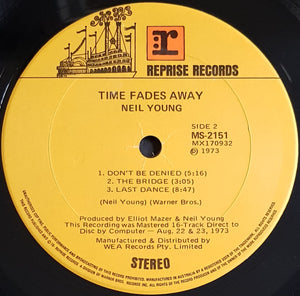 r
REPRISE RECORDS
TIME FADES AWAY
NEIL YOUNG
SIDE 2
MS-2151
MX170932
℗ 1973
1. DON'T BE DENIED (5:16)
2. THE BRIDGE (3:05)
3. LAST DANCE (8:47)
(Neil Young) (Warner Bros.)
Produced by Elliot Mazer & Neil Young
This Recording was Mastered 16-Track Direct to
Disc by Computer — Aug. 22 & 23, 1973
Manufactured & Distributed by
WEA Records Pty. Limited
STEREO